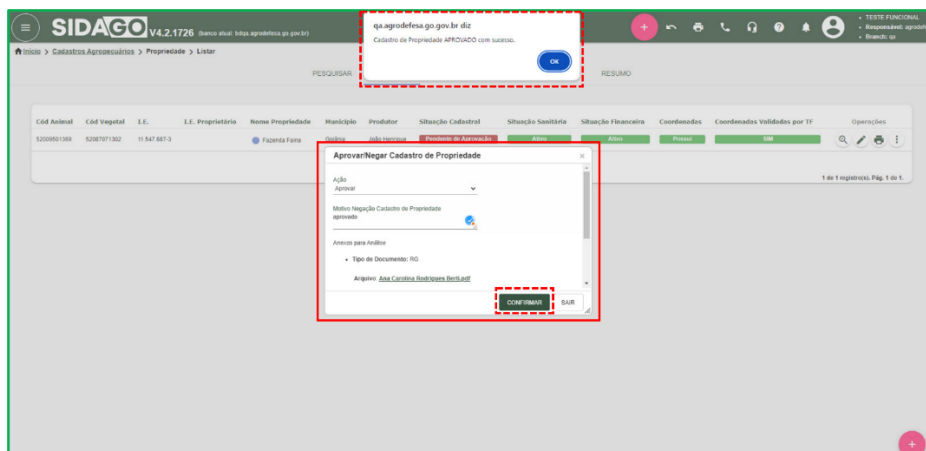 SIDAGO V4.2.1726 (banco atual: bdqa.agrodefesa.go.gov.br)
qa.agrodefesa.go.gov.br diz
Cadastro de Propriedade APROVADO com sucesso.
OK
TESTE FUNCIONAL
Responsável: agrodef
Branch: qa
Início > Cadastros Agropecuários > Propriedade > Listar
PESQUISAR
RESUMO
Cód Animal Cód Vegetal I.E. I.E. Proprietário Nome Propriedade Município Produtor Situação Cadastral Situação Sanitária Situação Financeira Coordenadas Coordenadas Validadas por TF Operações
52087071302 11.547.667-3 Fazenda Faina Goiânia João Henrique Pendente de Aprovação Ativo Ativo Possui SIM
1 de 1 registro(s). Pág. 1 de 1.
Aprovar/Negar Cadastro de Propriedade
Ação
Aprovar
Motivo Negação Cadastro de Propriedade
aprovado
Anexos para Análise
Tipo de Documento: RG
Arquivo: Ana Carolina Rodrigues Berti.pdf
CONFIRMAR SAIR